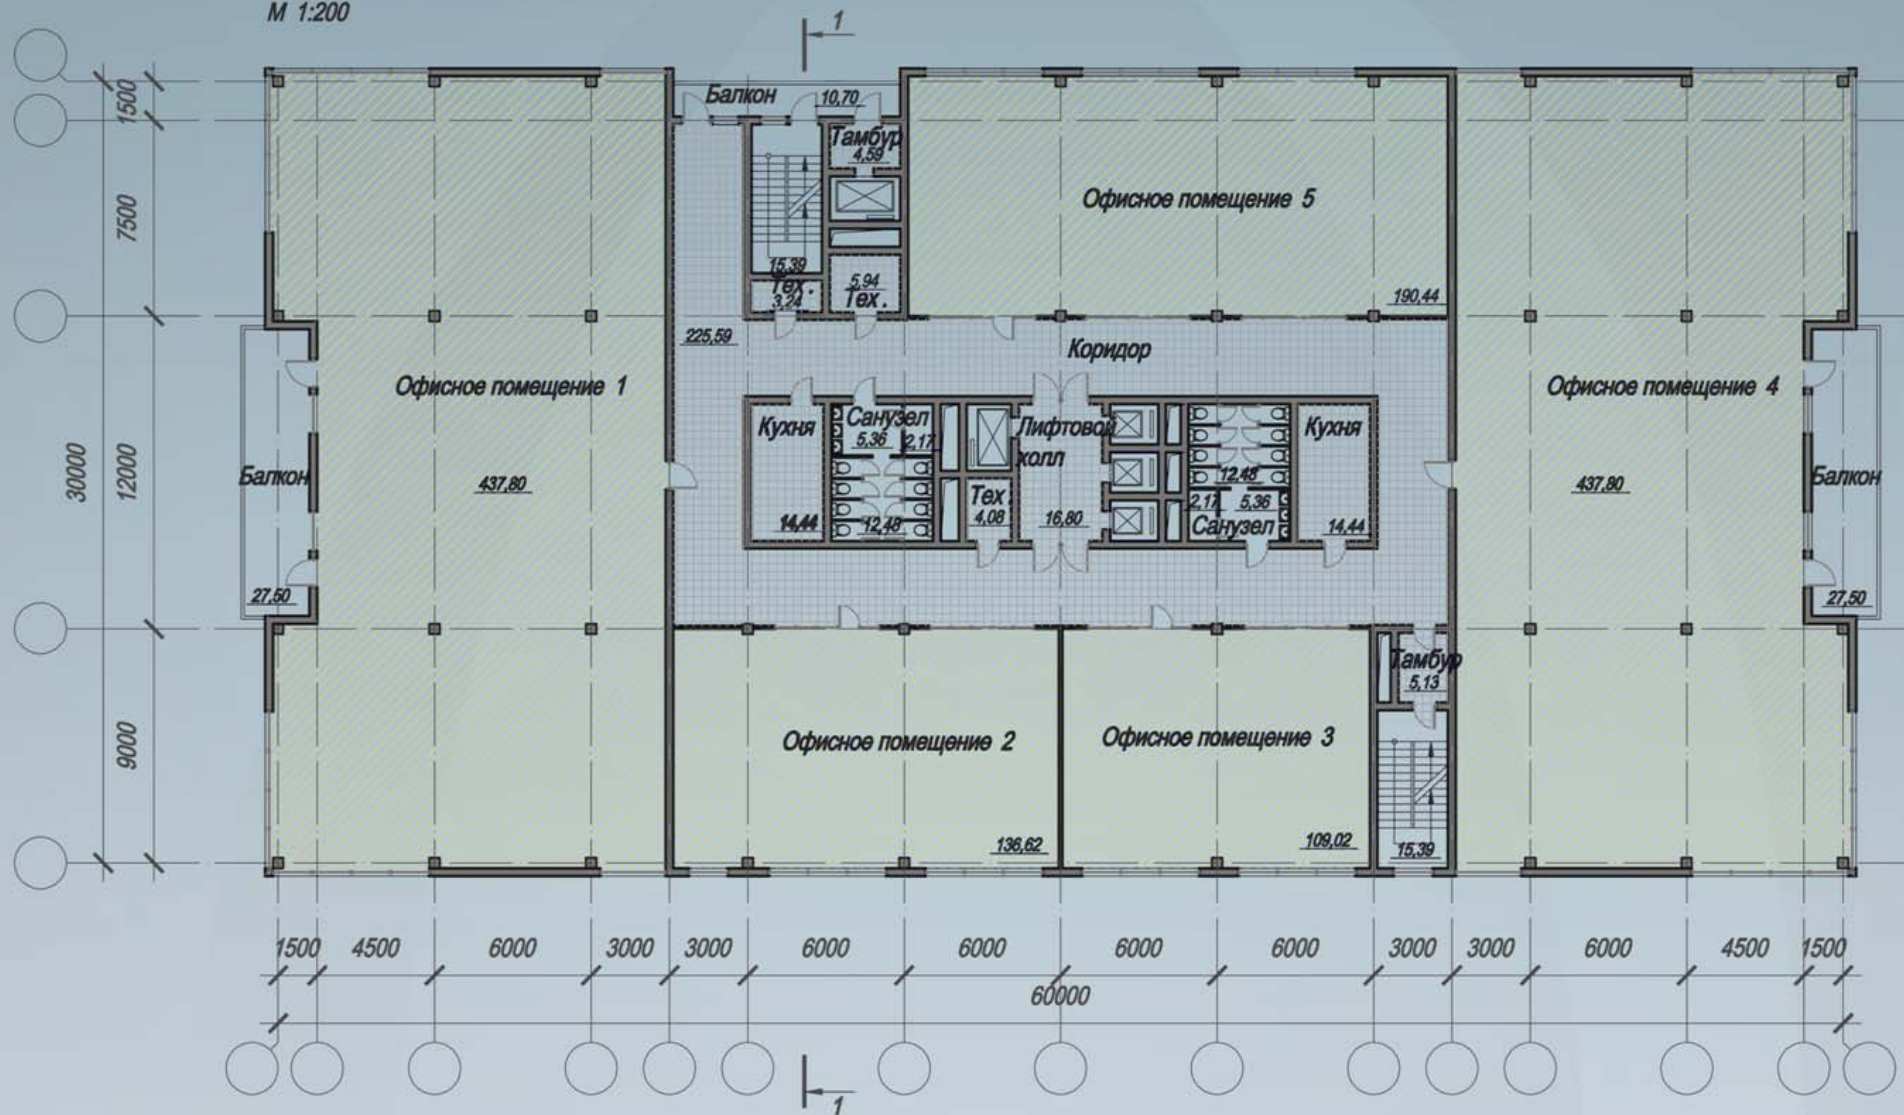 М 1:200
1
Балкон
10,70
Тамбур
4,59
15,39
Тех.
3,24
5,94
Тех.
Офисное помещение 5
190,44
225,59
Коридор
Офисное помещение 1
437,80
Балкон
27,50
Кухня
14,44
Санузел
5,36
2,17
12,48
Тех
4,08
Лифтовой
холл
16,80
12,48
2,17
5,36
Санузел
Кухня
14,44
Офисное помещение 4
437,80
Балкон
27,50
Офисное помещение 2
136,62
Офисное помещение 3
109,02
Тамбур
5,13
15,39
1500
7500
12000
9000
30000
1500
4500
6000
3000
3000
6000
6000
6000
6000
3000
3000
6000
4500
1500
60000
1